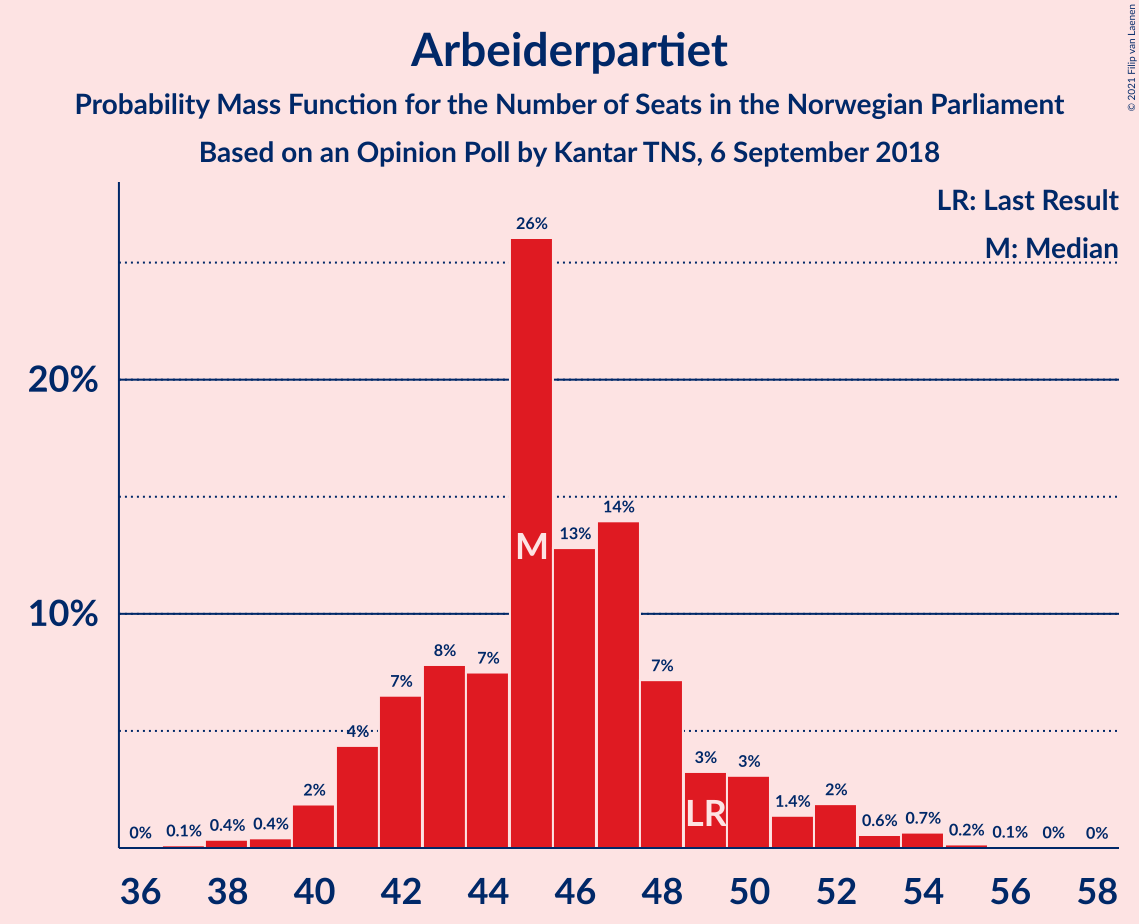 Arbeiderpartiet
Probability Mass Function for the Number of Seats in the Norwegian Parliament
Based on an Opinion Poll by Kantar TNS, 6 September 2018
© 2021 Filip van Laenen
LR: Last Result
M: Median
20%
10%
0%
0.1%
0.4%
0.4%
2%
4%
7%
8%
7%
26%
13%
14%
7%
3%
3%
1.4%
2%
0.6%
0.7%
0.2%
0.1%
0%
0%
M
LR
36 38 40 42 44 46 48 50 52 54 56 58